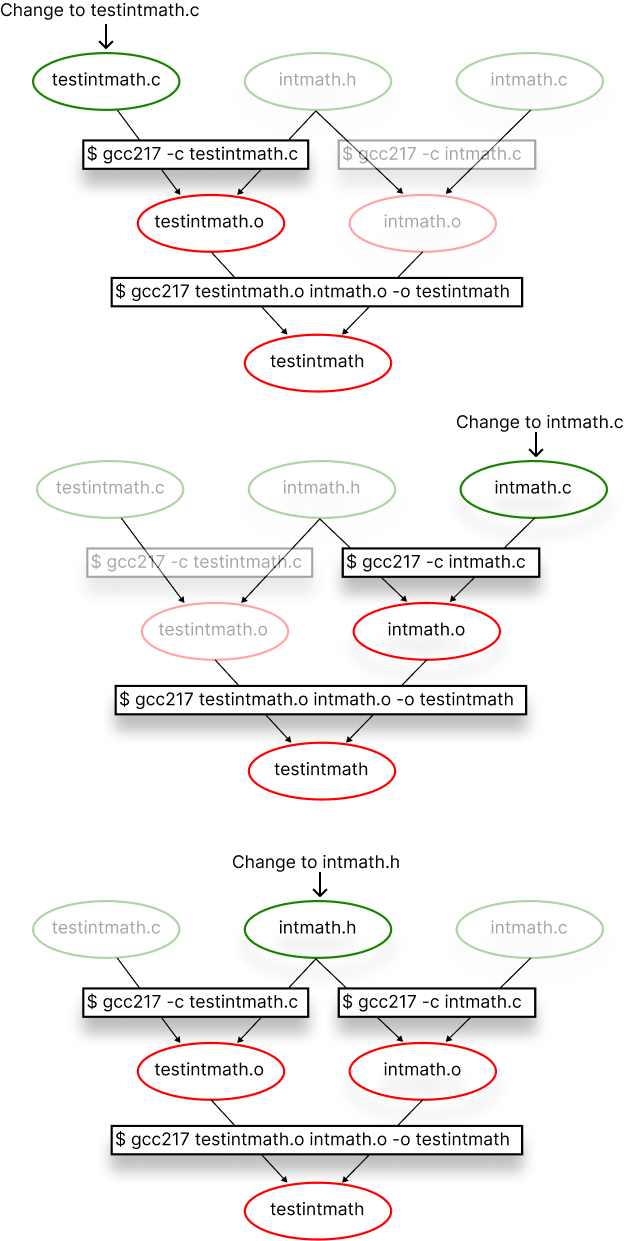 Change to testintmath.c
testintmath.c
intmath.h
intmath.c
$ gcc217 -c testintmath.c
$ gcc217 -c intmath.c
testintmath.o
intmath.o
$ gcc217 testintmath.o intmath.o -o testintmath
testintmath
Change to intmath.c
testintmath.c
intmath.h
intmath.c
$ gcc217 -c testintmath.c
$ gcc217 -c intmath.c
testintmath.o
intmath.o
$ gcc217 testintmath.o intmath.o -o testintmath
testintmath
Change to intmath.h
testintmath.c
intmath.h
intmath.c
$ gcc217 -c testintmath.c
$ gcc217 -c intmath.c
testintmath.o
intmath.o
$ gcc217 testintmath.o intmath.o -o testintmath
testintmath